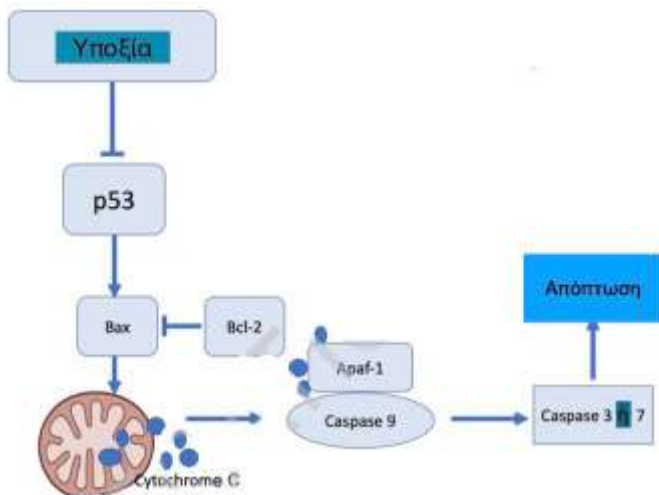 Υποξία
p53
Bax
Bcl-2
Απόπτωση
Apaf-1
Caspase 9
Caspase 3 ή 7
Cytochrome C